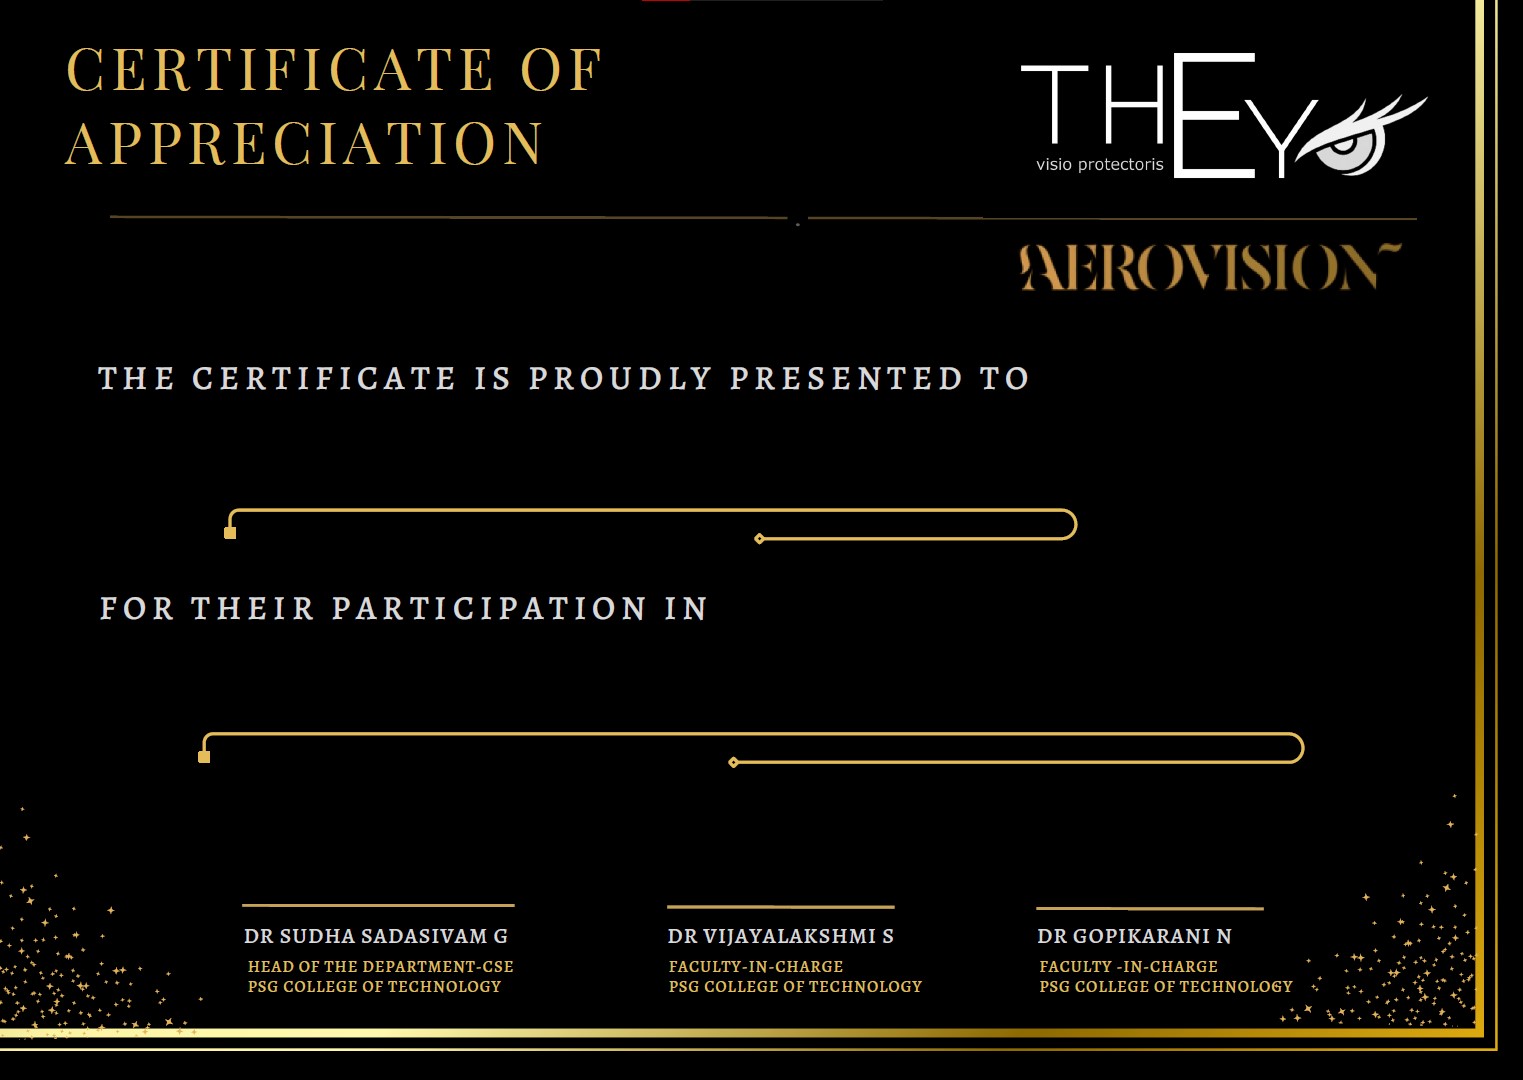 CERTIFICATE OF
APPRECIATION
THEY
visio protectoris
AEROVISION
THE CERTIFICATE IS PROUDLY PRESENTED TO
FOR THEIR PARTICIPATION IN
DR SUDHA SADASIVAM G
HEAD OF THE DEPARTMENT-CSE
PSG COLLEGE OF TECHNOLOGY
DR VIJAYALAKSHMI S
FACULTY-IN-CHARGE
PSG COLLEGE OF TECHNOLOGY
DR GOPIKARANI N
FACULTY -IN-CHARGE
PSG COLLEGE OF TECHNOLOGY